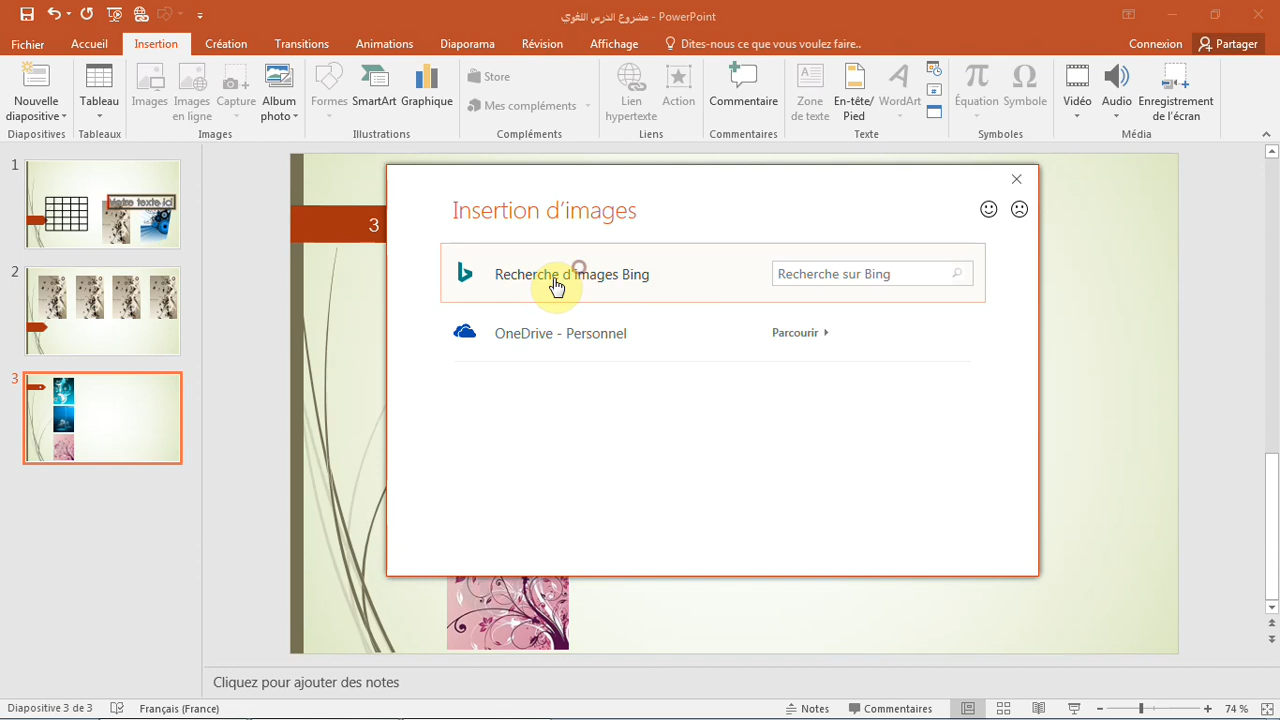 مشروع الدرس اللغوي - PowerPoint
Fichier Accueil Insertion Création Transitions Animations Diaporama Révision Affichage Dites-nous ce que vous voulez faire.. Connexion Partager
Nouvelle diapositive
Tableau
Images
Images en ligne
Capture
Album photo
Formes
SmartArt
Graphique
Store
Mes compléments
Lien hypertexte
Action
Commentaire
Zone de texte
En-tête/ Pied
WordArt
Équation
Symbole
Vidéo
Audio
Enregistrement de l'écran
Diapositives Tableaux Images Illustrations Compléments Liens Commentaires Texte Symboles Média
1
Votre texte ici
2
3
3
Insertion d'images
Recherche d'images Bing
Recherche sur Bing
OneDrive - Personnel
Parcourir
Cliquez pour ajouter des notes
Diapositive 3 de 3 Français (France) Notes Commentaires 74 %